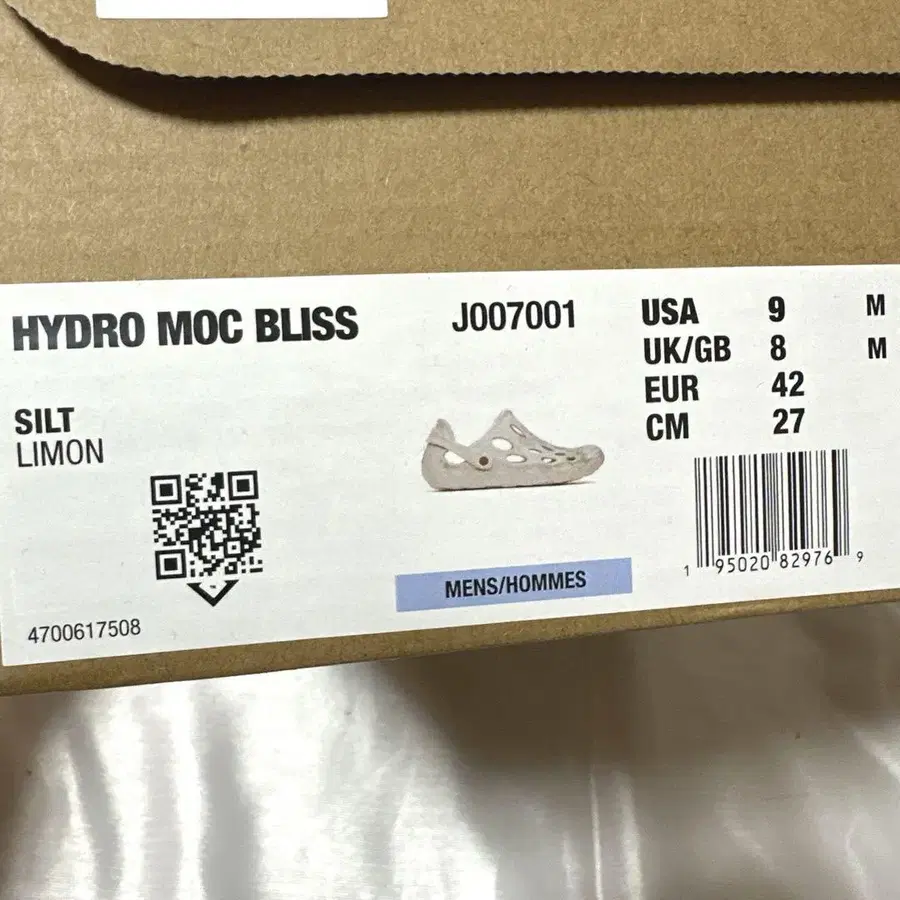 HYDRO MOC BLISS
J007001
USA 9 M
UK/GB 8 M
EUR 42
CM 27
SILT
LIMON
MENS/HOMMES
1 95020 82976 9
4700617508